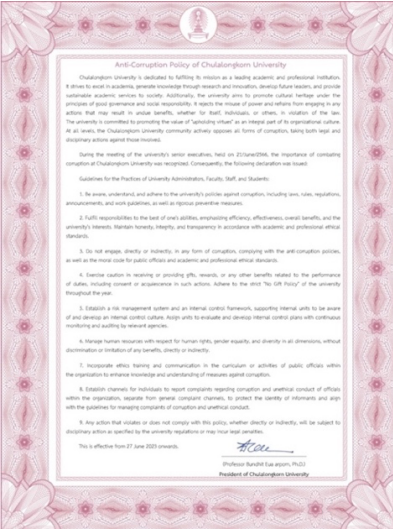 Anti-Corruption Policy of Chulalongkorn University
Chulalongkorn University is dedicated to fulfilling its mission as a leading academic and professional institution.
It strives to excel in academia, generate knowledge through research and innovation, develop future leaders, and provide
sustainable academic services to society. Additionally, the university aims to promote cultural heritage under the
principles of good governance and social responsibility. It rejects the misuse of power and refrains from engaging in any
actions that may result in undue benefits, whether for itself, individuals, or others, in violation of the law.
The university is committed to promoting the value of "upholding virtues" as an integral part of its organizational culture.
At all levels, the Chulalongkorn University community actively opposes all forms of corruption, taking both legal and
disciplinary actions against those involved.
During the meeting of the university's senior executives, held on, the importance of combating
corruption at Chulalongkorn University was recognized. Consequently, the following declaration was issued:
Guidelines for the Practices of University Administrators, Faculty, Staff, and Students:
1. Be aware, understand, and adhere to the university's policies against corruption, including laws, rules, regulations,
announcements, and work guidelines, as well as rigorous preventive measures.
2. Fulfill responsibilities to the best of one's abilities, emphasizing efficiency, effectiveness, overall benefits, and the
university's interests. Maintain honesty, integrity, and transparency in accordance with academic and professional ethical
standards.
3. Do not engage, directly or indirectly, in any form of corruption, complying with the anti-corruption policies,
as well as the moral code for public officials and academic and professional ethical standards.
4. Exercise caution in receiving or providing gifts, rewards, or any other benefits related to the performance
of duties, including consent or acquiescence in such actions. Adhere to the strict "No Gift Policy" of the university
throughout the year.
5. Establish a risk management system and an internal control framework, supporting internal units to be aware
of and develop an internal control culture. Assign units to evaluate and develop internal control plans with continuous
monitoring and auditing by relevant agencies.
6. Manage human resources with respect for human rights, gender equality, and diversity in all dimensions, without
discrimination or limitation of any benefits, directly or indirectly.
7. Incorporate ethics training and communication in the curriculum or activities of public officials within
the organization to enhance knowledge and understanding of measures against corruption.
8. Establish channels for individuals to report complaints regarding corruption and unethical conduct of officials
within the organization, separate from general complaint channels, to protect the identity of informants and align
with the guidelines for managing complaints of corruption and unethical conduct.
9. Any action that violates or does not comply with this policy, whether directly or indirectly, will be subject to
disciplinary action as specified by the university regulations or may incur legal penalties.
This is effective from 27 June 2023 onwards.
(Professor Bundhit Eua-arporn, Ph.D.)
President of Chulalongkorn University